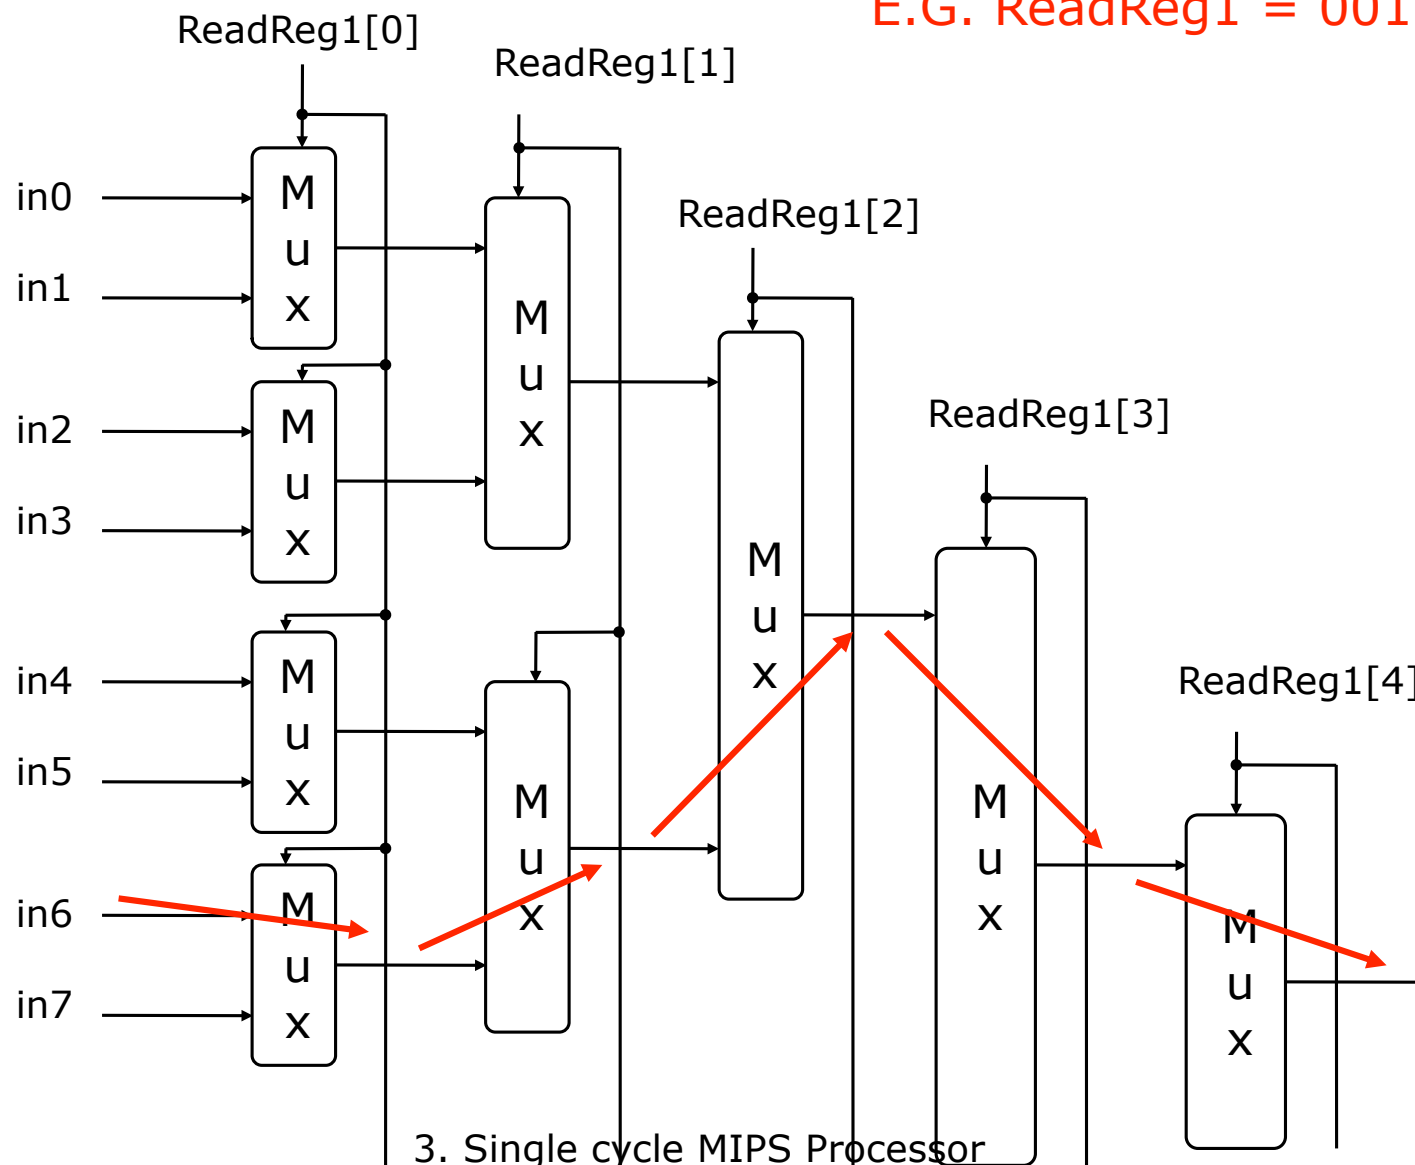 E.G. ReadReg1 = 001
ReadReg1[0]
ReadReg1[1]
ReadReg1[2]
ReadReg1[3]
ReadReg1[4]
in0
in1
in2
in3
in4
in5
in6
in7
M
u
x
M
u
x
M
u
x
M
u
x
M
u
x
M
u
x
M
u
x
M
u
x
M
u
x
3. Single cycle MIPS Processor